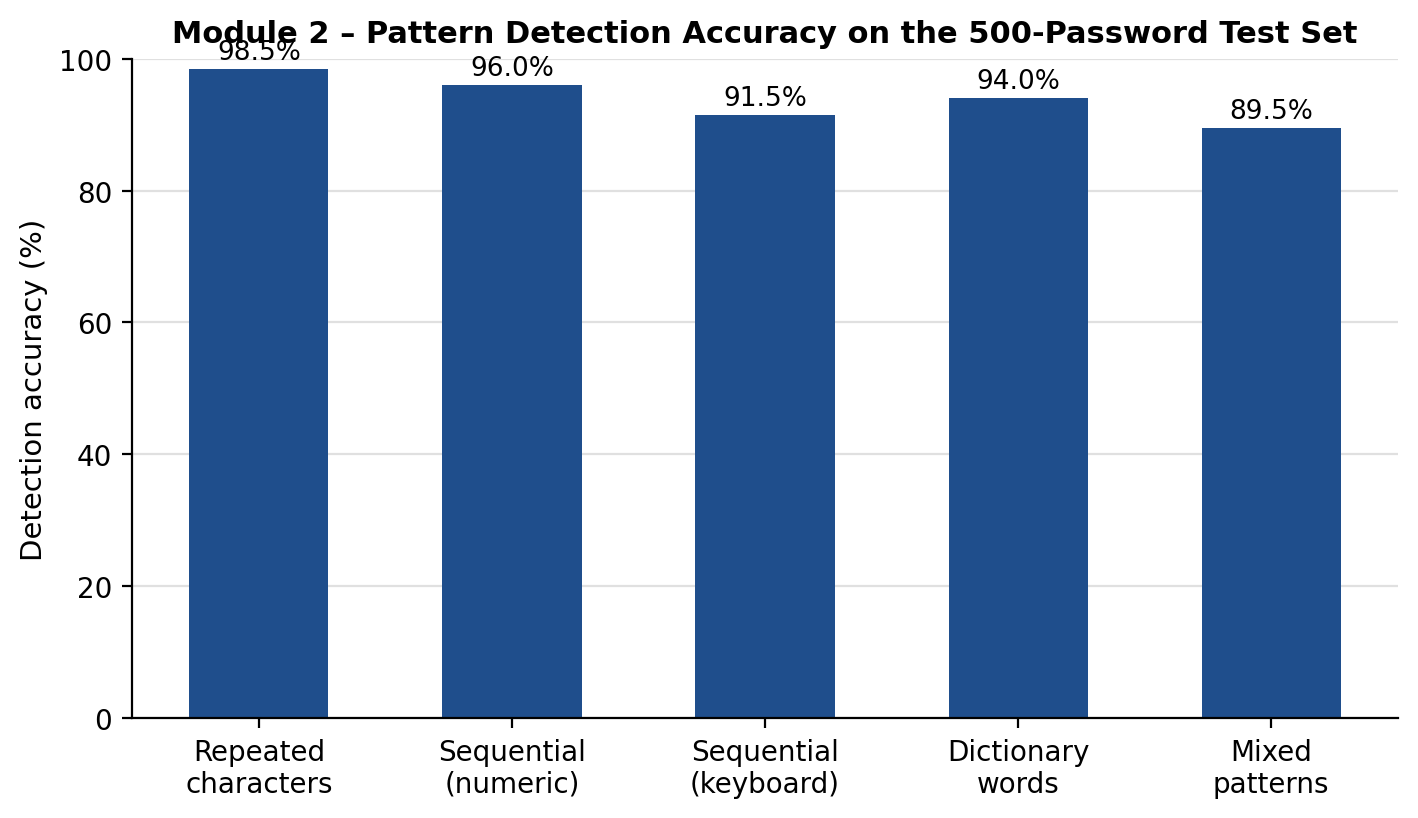 Module 2 – Pattern Detection Accuracy on the 500-Password Test Set
98.5%
96.0%
91.5%
94.0%
89.5%
100
80
60
40
20
0
Detection accuracy (%)
Repeated
characters
Sequential
(numeric)
Sequential
(keyboard)
Dictionary
words
Mixed
patterns